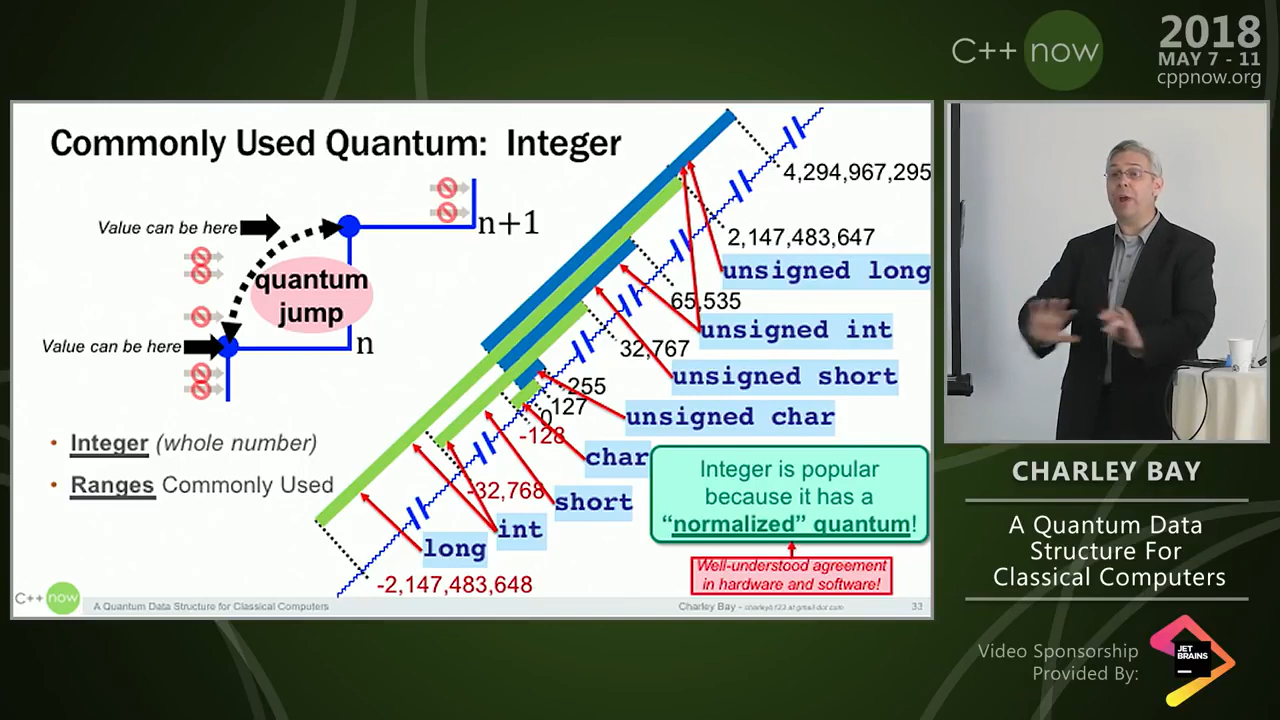 C++ now
2018
MAY 7 - 11
cppnow.org
Commonly Used Quantum: Integer
Value can be here
n+1
quantum
jump
Value can be here
n
Integer (whole number)
Ranges Commonly Used
4,294,967,295
2,147,483,647
unsigned long
65,535
unsigned int
32,767
unsigned short
255
127
0
unsigned char
-128
char
-32,768
short
int
long
-2,147,483,648
Integer is popular
because it has a
“normalized” quantum!
Well-understood agreement
in hardware and software!
C++ now
A Quantum Data Structure for Classical Computers
Charley Bay – charleyb123 at gmail dot com
33
CHARLEY BAY
A Quantum Data
Structure For
Classical Computers
Video Sponsorship
Provided By:
JET
BRAINS